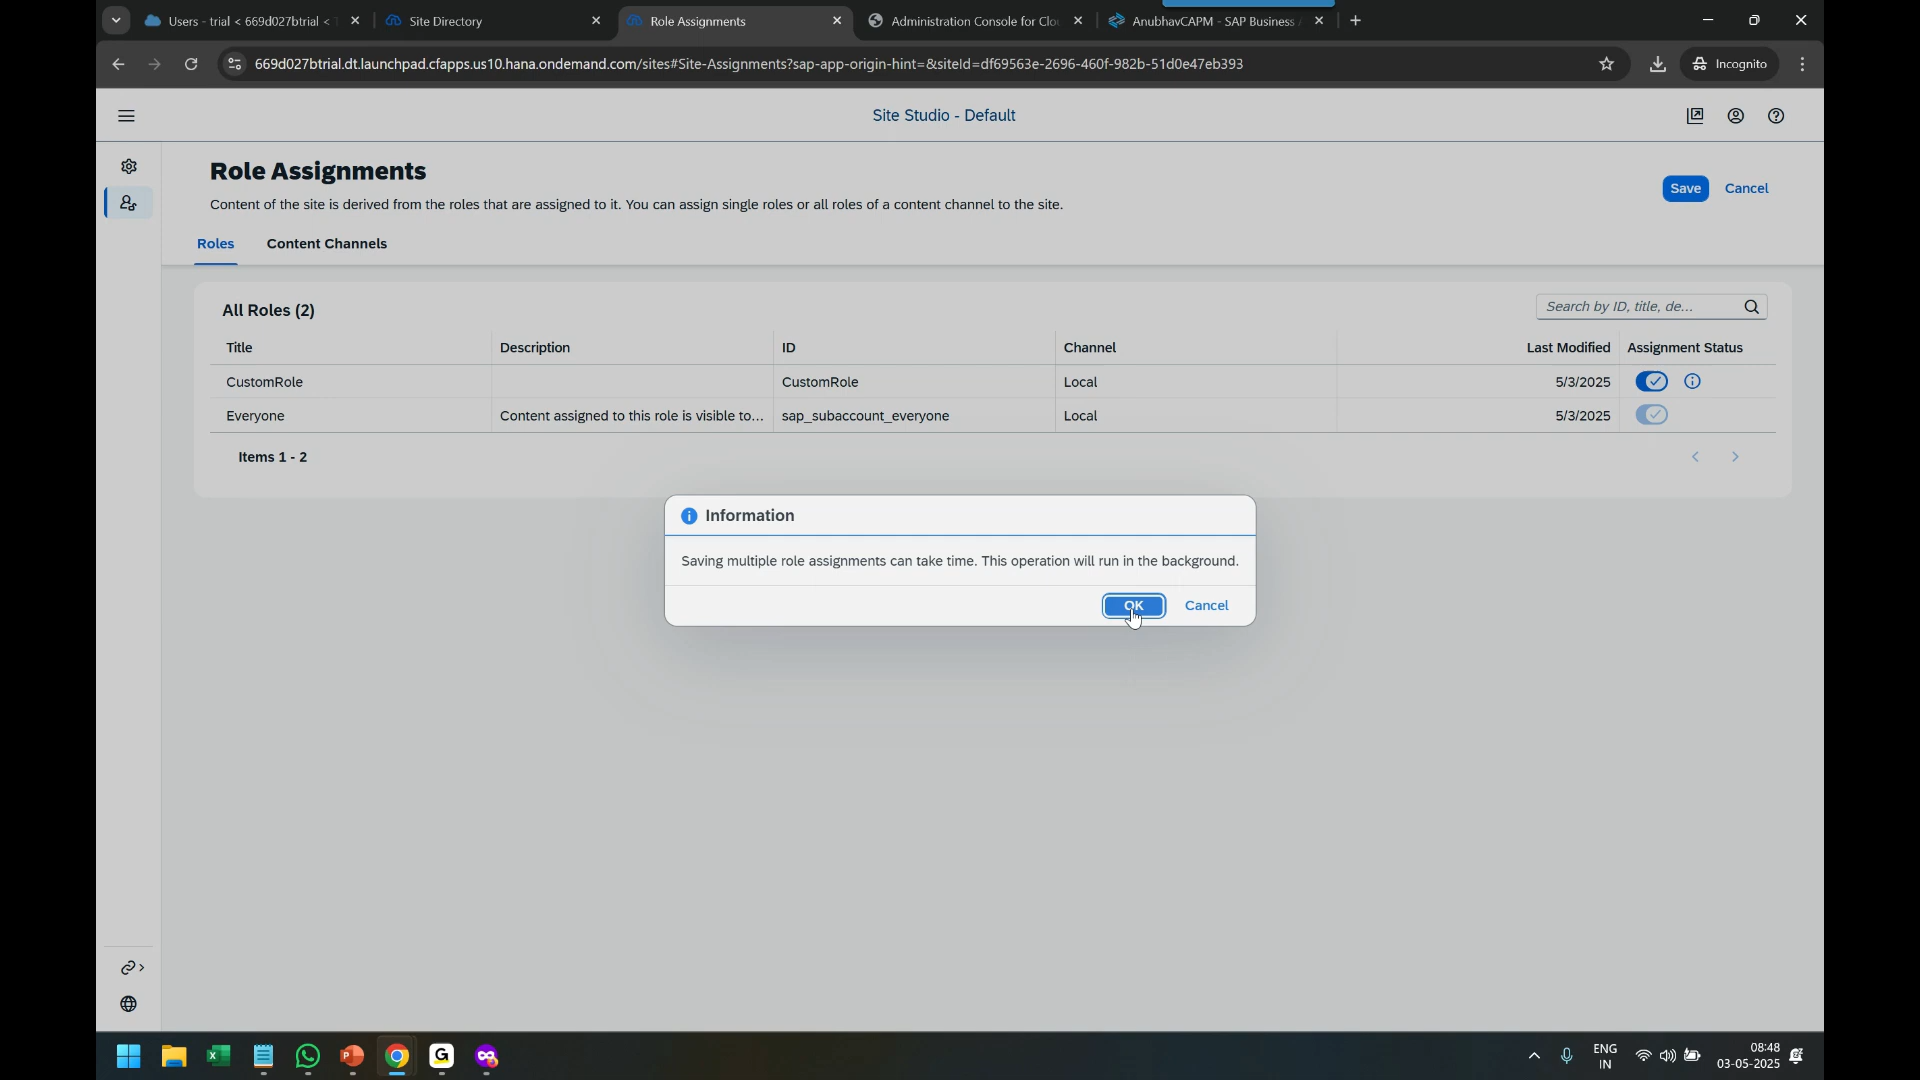 Users - trial < 669d027btrial <
Site Directory
Role Assignments
Administration Console for Clo
AnubhavCAPM - SAP Business
669d027btrial.dt.launchpad.cfapps.us10.hana.ondemand.com/sites#Site-Assignments?sap-app-origin-hint=&siteId=df69563e-2696-460f-982b-51d0e47eb393
Incognito
Site Studio - Default
Role Assignments
Content of the site is derived from the roles that are assigned to it. You can assign single roles or all roles of a content channel to the site.
Save
Cancel
Roles
Content Channels
All Roles (2)
Search by ID, title, de...
Title
Description
ID
Channel
Last Modified
Assignment Status
CustomRole
CustomRole
Local
5/3/2025
Everyone
Content assigned to this role is visible to...
sap_subaccount_everyone
Local
5/3/2025
Items 1 - 2
Information
Saving multiple role assignments can take time. This operation will run in the background.
OK
Cancel
ENG
IN
08:48
03-05-2025